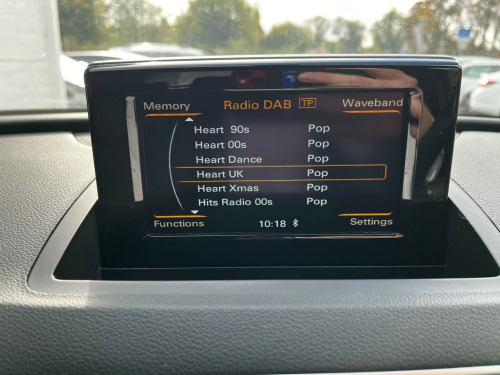 Memory Radio DAB TP Waveband
Heart 90s Pop
Heart 00s Pop
Heart Dance Pop
Heart UK Pop
Heart Xmas Pop
Hits Radio 00s Pop
Functions 10:18 Settings